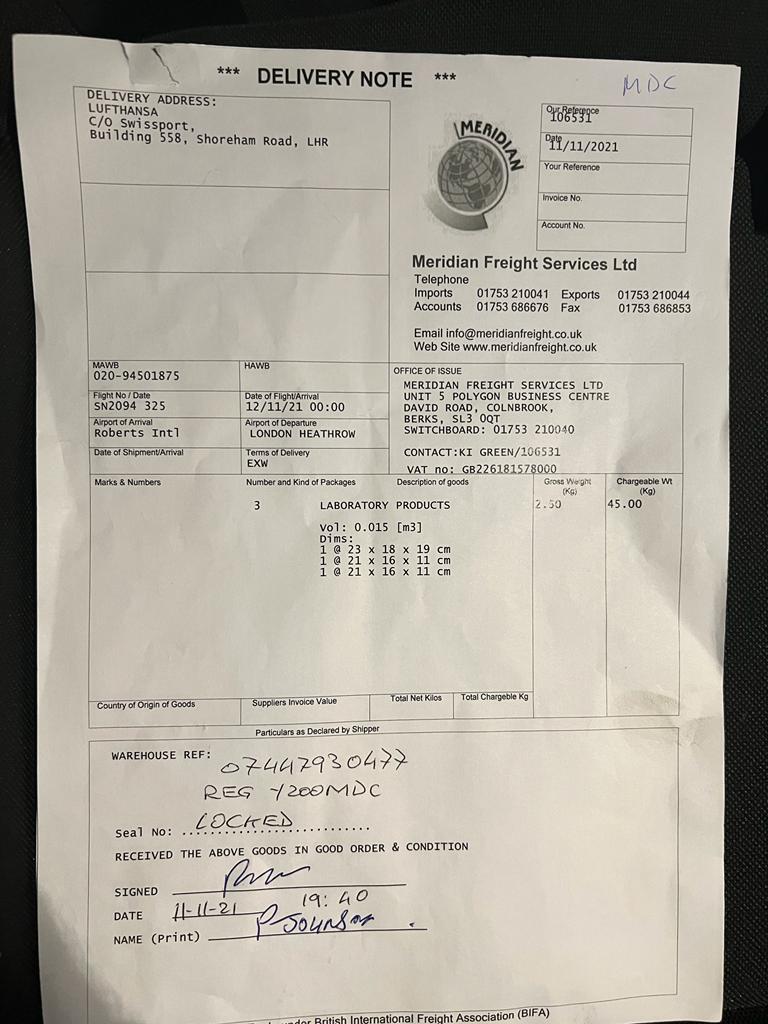 *** DELIVERY NOTE ***
MDC
DELIVERY ADDRESS:
LUFTHANSA
C/O Swissport,
Building 558, Shoreham Road, LHR
MERIDIAN
Our Reference
106531
Date
11/11/2021
Your Reference
Invoice No.
Account No.
Meridian Freight Services Ltd
Telephone
Imports 01753 210041 Exports 01753 210044
Accounts 01753 686676 Fax 01753 686853
Email info@meridianfreight.co.uk
Web Site www.meridianfreight.co.uk
MAWB
020-94501875
HAWB
Flight No / Date
SN2094 325
Date of Flight/Arrival
12/11/21 00:00
Airport of Arrival
Roberts Intl
Airport of Departure
LONDON HEATHROW
Date of Shipment/Arrival
Terms of Delivery
EXW
OFFICE OF ISSUE
MERIDIAN FREIGHT SERVICES LTD
UNIT 5 POLYGON BUSINESS CENTRE
DAVID ROAD, COLNBROOK,
BERKS, SL3 0QT
SWITCHBOARD: 01753 210040
CONTACT:KI GREEN/106531
VAT no: GB226181578000
Marks & Numbers Number and Kind of Packages Description of goods Gross Weight (Kg) Chargeable Wt (Kg)
3 LABORATORY PRODUCTS 2.50 45.00
Vol: 0.015 [m3]
Dims:
1 @ 23 x 18 x 19 cm
1 @ 21 x 16 x 11 cm
1 @ 21 x 16 x 11 cm
Country of Origin of Goods Suppliers Invoice Value Total Net Kilos Total Chargeable Kg
Particulars as Declared by Shipper
WAREHOUSE REF: 07447930477
REG Y200MDC
Seal No: LOCKED
RECEIVED THE ABOVE GOODS IN GOOD ORDER & CONDITION
SIGNED
DATE 11-11-21 19:40
NAME (Print) P JOHNSON
under British International Freight Association (BIFA)